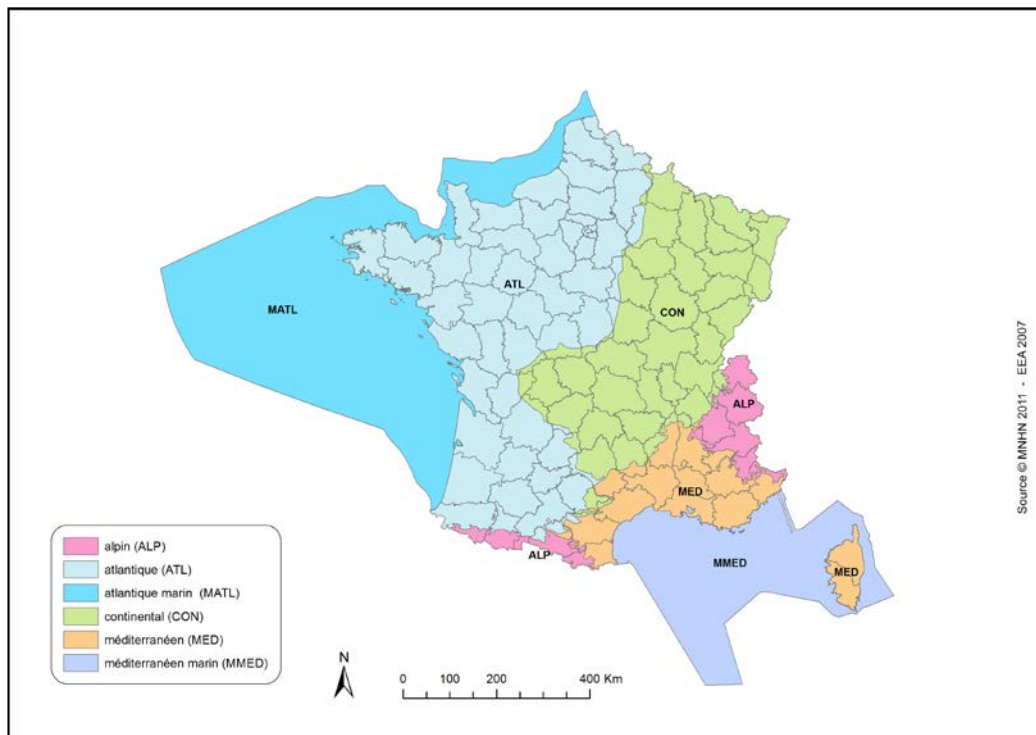 MATL
ATL
CON
ALP
MED
ALP
MMED
MED
alpin (ALP)
atlantique (ATL)
atlantique marin (MATL)
continental (CON)
méditerranéen (MED)
méditerranéen marin (MMED)
N
0 100 200 400 Km
Source © MNHN 2011 - EEA 2007